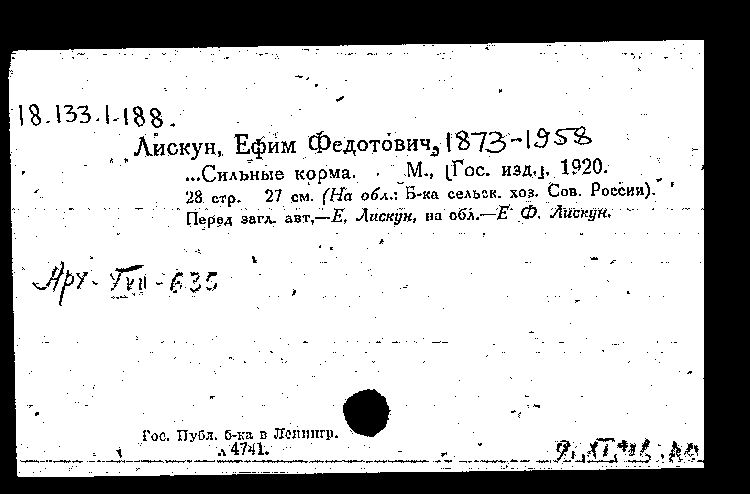 18.133.1.188.
Лискун, Ефим Федотович, 1873-1958
...Сильные корма. М., [Гос. изд.], 1920.
28 стр. 27 см. (На обл.: Б-ка сельск. хоз. Сов. России).
Перед загл. авт.—Е. Лискун, на обл.—Е. Ф. Лискун.
Гос. Публ. б-ка в Ленингр.
л 4741.